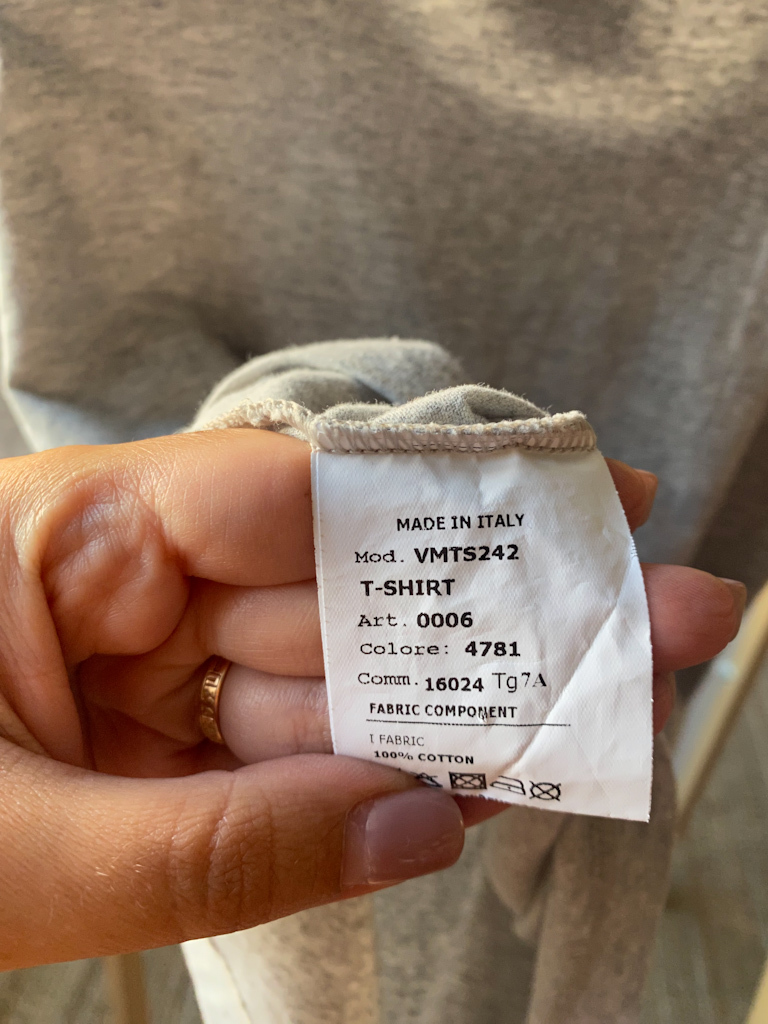 MADE IN ITALY
Mod. VMTS242
T-SHIRT
Art. 0006
Colore: 4781
Comm. 16024 Tg7A
FABRIC COMPONENT
I FABRIC
100% COTTON